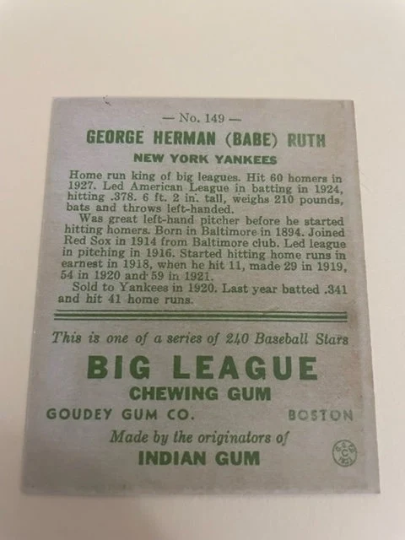 — No. 149 —
GEORGE HERMAN (BABE) RUTH
NEW YORK YANKEES
Home run king of big leagues. Hit 60 homers in
1927. Led American League in batting in 1924,
hitting .378. 6 ft. 2 in. tall, weighs 210 pounds,
bats and throws left-handed.
Was great left-hand pitcher before he started
hitting homers. Born in Baltimore in 1894. Joined
Red Sox in 1914 from Baltimore club. Led league
in pitching in 1916. Started hitting home runs in
earnest in 1918, when he hit 11, made 29 in 1919,
54 in 1920 and 59 in 1921.
Sold to Yankees in 1920. Last year batted .341
and hit 41 home runs.
This is one of a series of 240 Baseball Stars
BIG LEAGUE
CHEWING GUM
GOUDEY GUM CO. BOSTON
Made by the originators of
INDIAN GUM